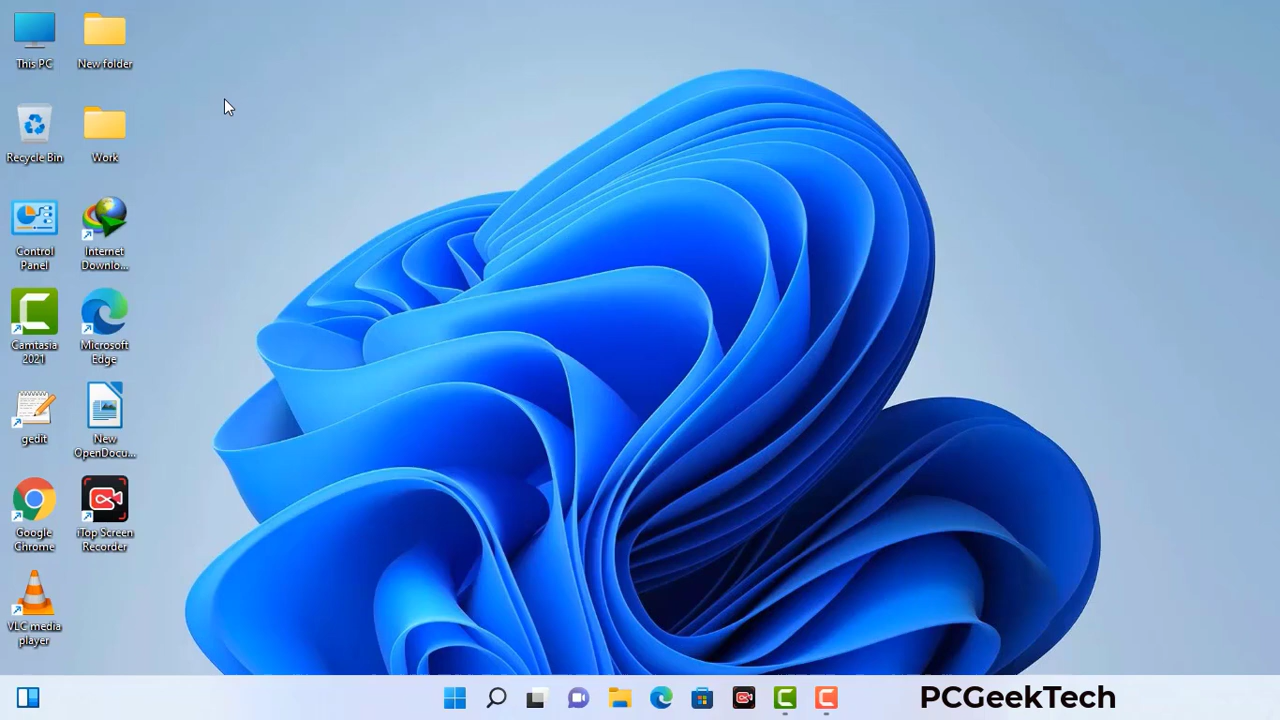 This PC
New folder
Recycle Bin
Work
Control
Panel
Internet
Downlo...
Camtasia
2021
Microsoft
Edge
gedit
New
OpenDocu...
Google
Chrome
iTop Screen
Recorder
VLC media
player
PCGeekTech